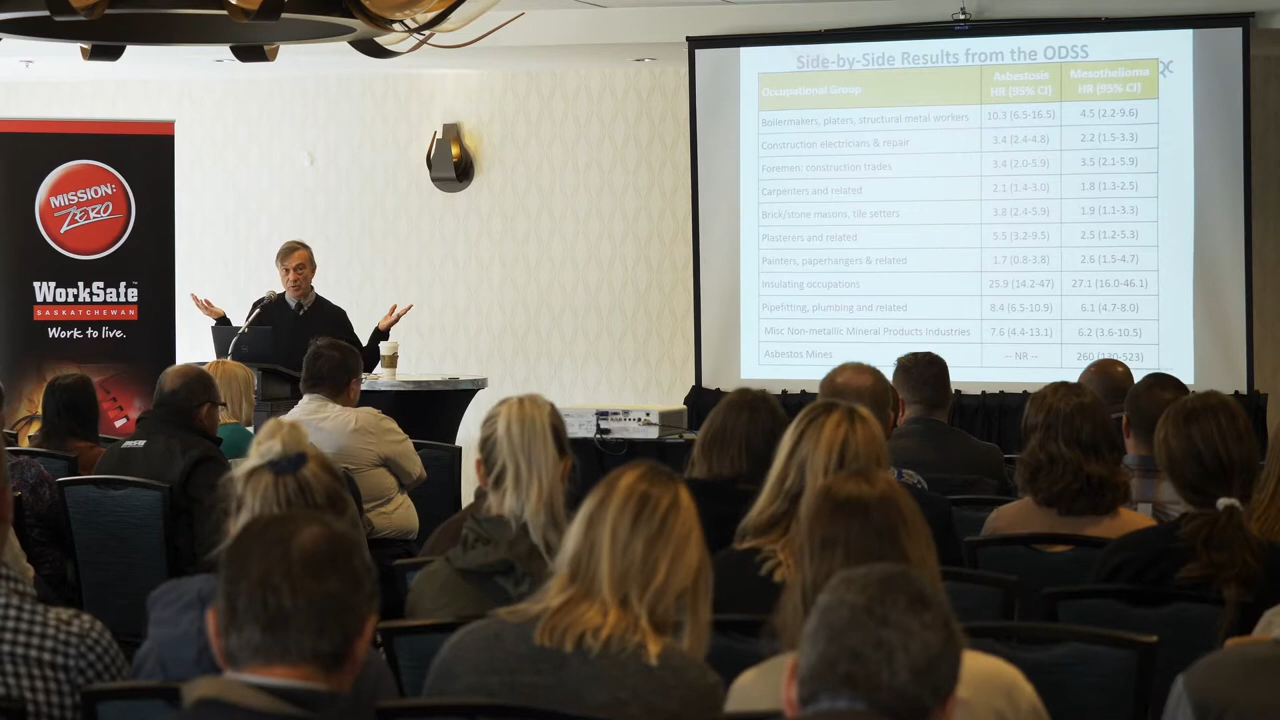 MISSION:
ZERO
WorkSafe™
SASKATCHEWAN
Work to live.
Side-by-Side Results from the ODSS
Occupational Group Asbestosis HR (95% CI) Mesothelioma HR (95% CI)
Boilermakers, platers, structural metal workers 10.3 (6.5-16.5) 4.5 (2.2-9.6)
Construction electricians & repair 3.4 (2.4-4.8) 2.2 (1.5-3.3)
Foremen: construction trades 3.4 (2.0-5.9) 3.5 (2.1-5.9)
Carpenters and related 2.1 (1.4-3.0) 1.8 (1.3-2.5)
Brick/stone masons, tile setters 3.8 (2.4-5.9) 1.9 (1.1-3.3)
Plasterers and related 5.5 (3.2-9.5) 2.5 (1.2-5.3)
Painters, paperhangers & related 1.7 (0.8-3.8) 2.6 (1.5-4.7)
Insulating occupations 25.9 (14.2-47) 27.1 (16.0-46.1)
Pipefitting, plumbing and related 8.4 (6.5-10.9) 6.1 (4.7-8.0)
Misc Non-metallic Mineral Products Industries 7.6 (4.4-13.1) 6.2 (3.6-10.5)
Asbestos Mines -- NR -- 260 (130-523)